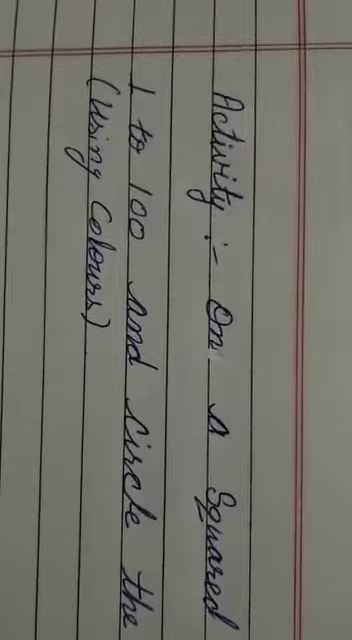 Activity :- On a Squared
1 to 100 and circle the
(Using Colours)